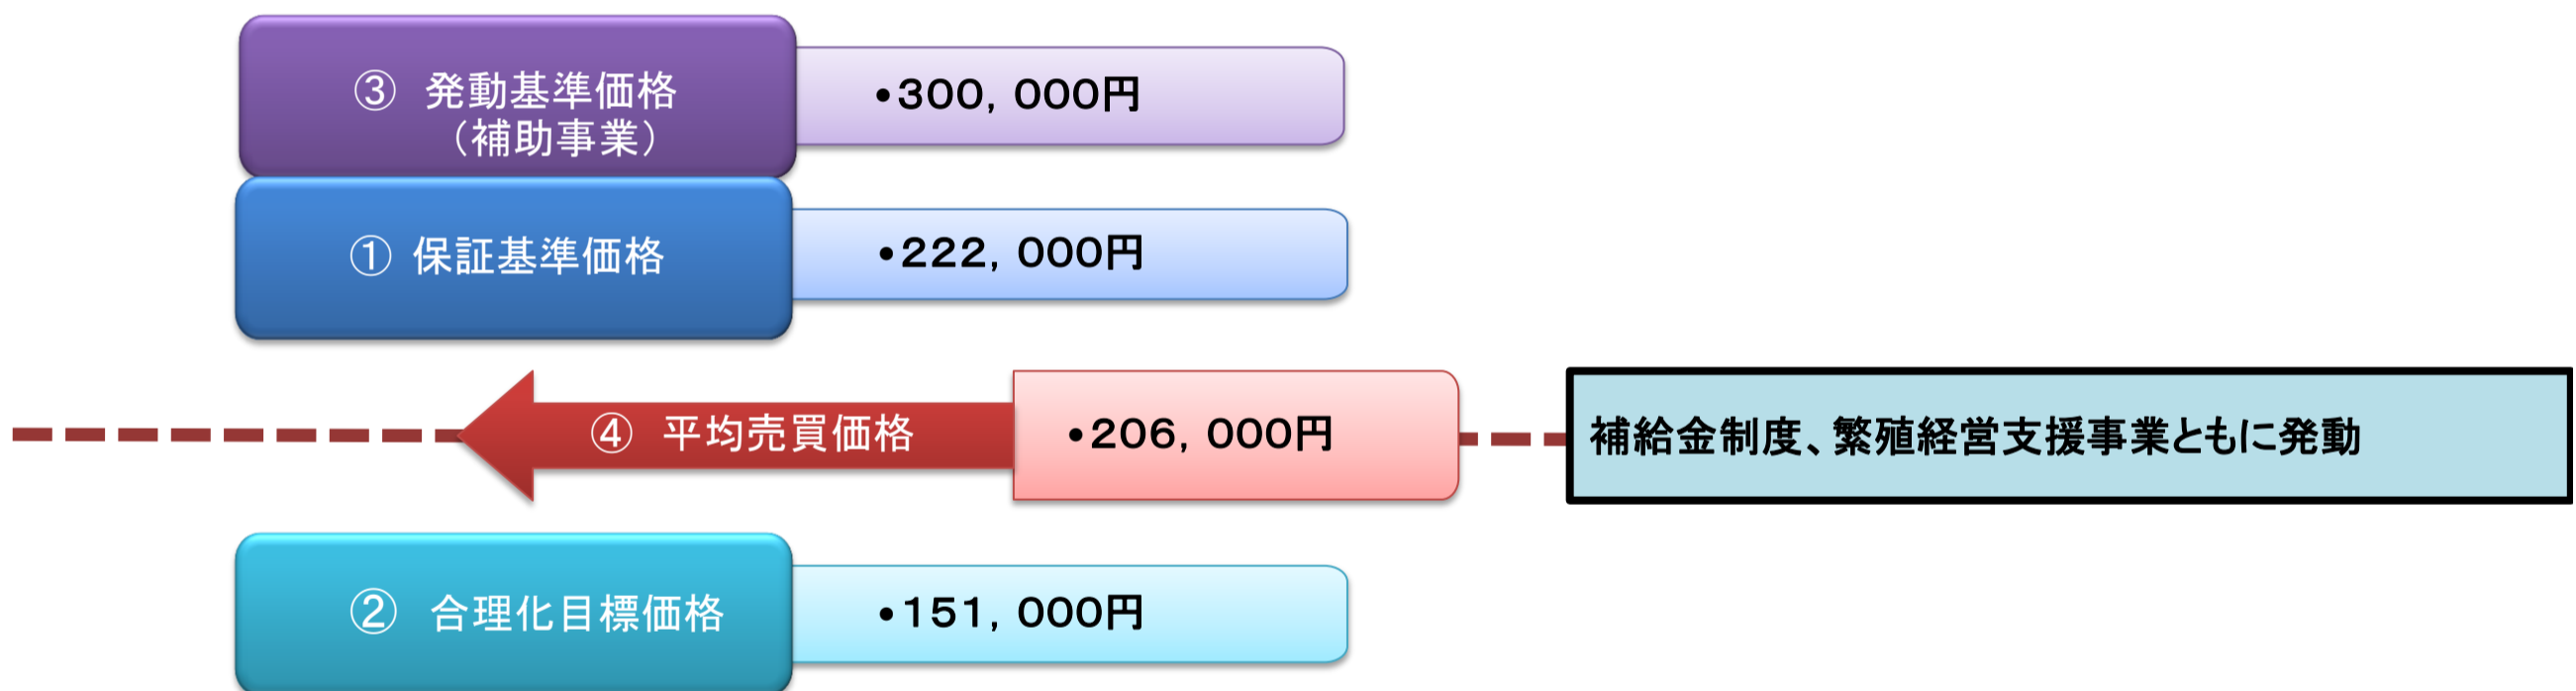 ③ 発動基準価格
（補助事業）
•300，000円
① 保証基準価格
•222，000円
④ 平均売買価格
•206，000円
補給金制度、繁殖経営支援事業ともに発動
② 合理化目標価格
•151，000円